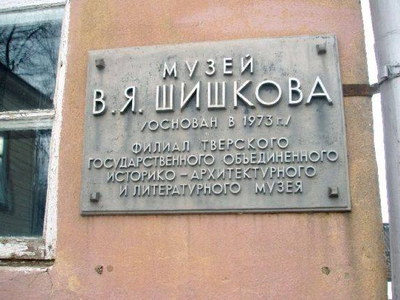 МУЗЕЙ
В.Я. ШИШКОВА
/ОСНОВАН В 1973 г./
ФИЛИАЛ ТВЕРСКОГО
ГОСУДАРСТВЕННОГО ОБЪЕДИНЕННОГО
ИСТОРИКО-АРХИТЕКТУРНОГО
И ЛИТЕРАТУРНОГО МУЗЕЯ